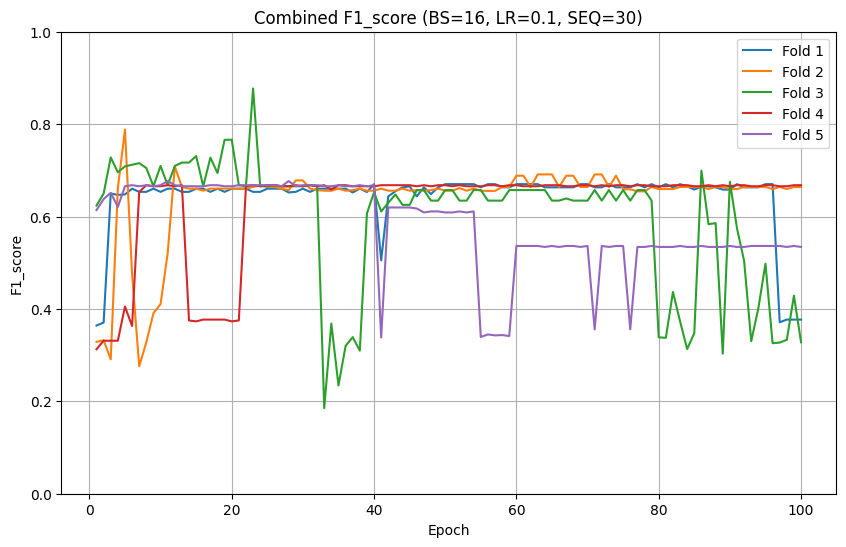 Combined F1_score (BS=16, LR=0.1, SEQ=30)
Fold 1
Fold 2
Fold 3
Fold 4
Fold 5
F1_score
1.0
0.8
0.6
0.4
0.2
0.0
0
20
40
60
80
100
Epoch